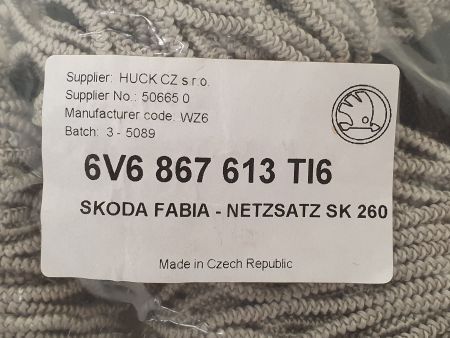 Supplier: HUCK CZ s r.o.
Supplier No.: 50665 0
Manufacturer code. WZ6
Batch: 3 - 5089
6V6 867 613 TI6
SKODA FABIA - NETZSATZ SK 260
Made in Czech Republic